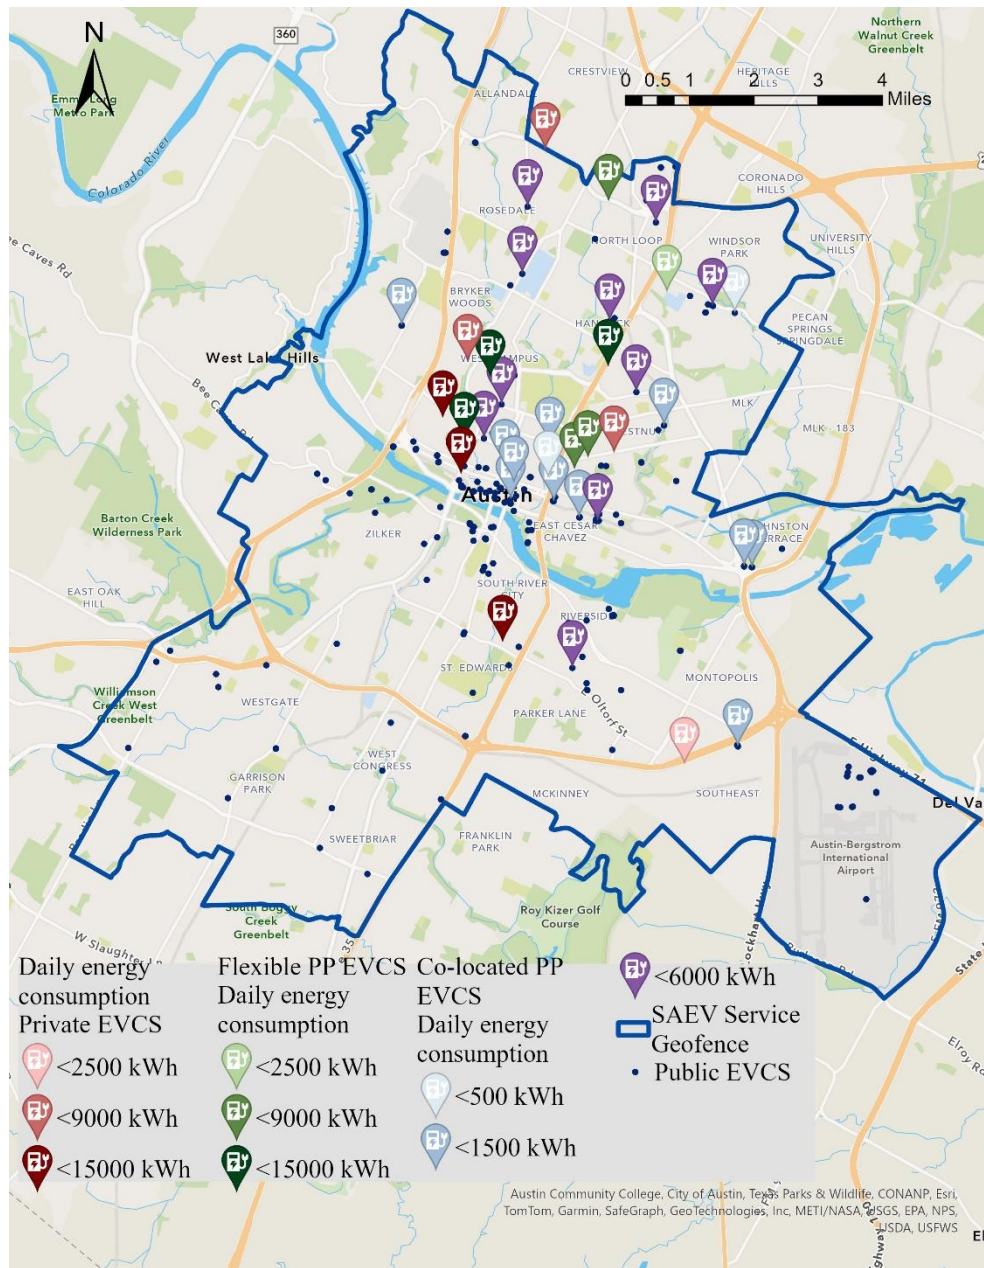 N
360
Northern
Walnut Creek
Greenbelt
CRESTVIEW
HERITAGE
HILLS
0 0.5 1 2 3 4
Miles
ALLANDALE
Metro Park
Colorado River
CORONADO
HILLS
ROSEDALE
NORTH LOOP
WINDSOR
PARK
UNIVERSITY
HILLS
BRYKER
WOODS
PECAN
SPRINGS
SPRINGDALE
West Lake Hills
MLK
MLK - 183
Austin
Barton Creek
Wilderness Park
ZILKER
EAST CESAR
CHAVEZ
EAST OAK
HILL
SOUTH RIVER
CITY
RIVERSIDE
ST. EDWARDS
MONTOPOLIS
Williamson
Creek West
Greenbelt
WESTGATE
PARKER LANE
E Oltorf St
WEST
CONGRESS
GARRISON
PARK
MCKINNEY
SOUTHEAST
E Highway 71
Del Va
SWEETBRIAR
FRANKLIN
PARK
Austin-Bergstrom
International
Airport
Roy Kizer Golf
Course
South Boggy
Creek
Greenbelt
W Slaughter Ln
35
State H
Elroy Rd
Daily energy
consumption
Private EVCS
<2500 kWh
<9000 kWh
<15000 kWh
Flexible PP EVCS
Daily energy
consumption
<2500 kWh
<9000 kWh
<15000 kWh
Co-located PP
EVCS
Daily energy
consumption
<500 kWh
<1500 kWh
<6000 kWh
SAEV Service
Geofence
Public EVCS
Austin Community College, City of Austin, Texas Parks & Wildlife, CONANP, Esri,
TomTom, Garmin, SafeGraph, GeoTechnologies, Inc, METI/NASA, USGS, EPA, NPS,
USDA, USFWS